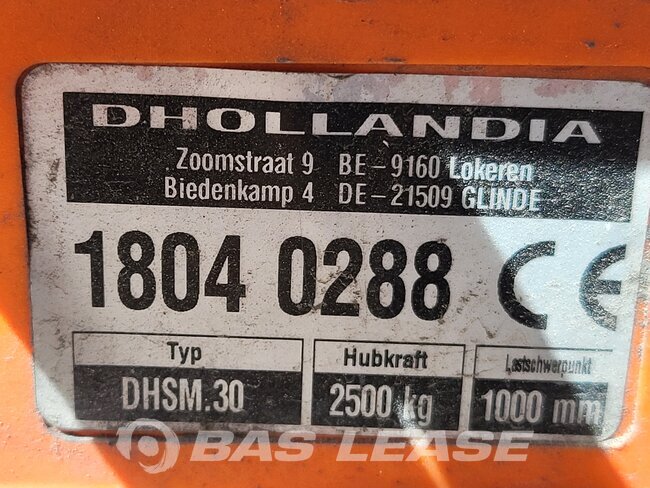 DHOLLANDIA
Zoomstraat 9 BE-9160 Lokeren
Biedenkamp 4 DE-21509 GLINDE
1804 0288 CE
Typ Hubkraft Lastschwerpunkt
DHSM.30 2500 kg 1000 mm
BAS LEASE